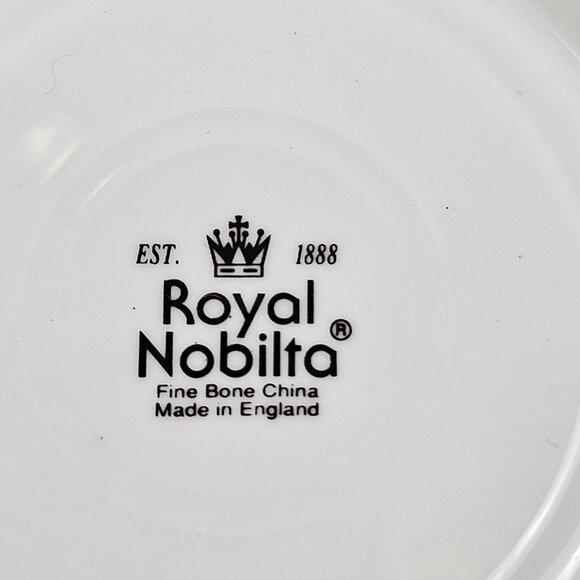 EST. 1888
Royal
Nobilta®
Fine Bone China
Made in England